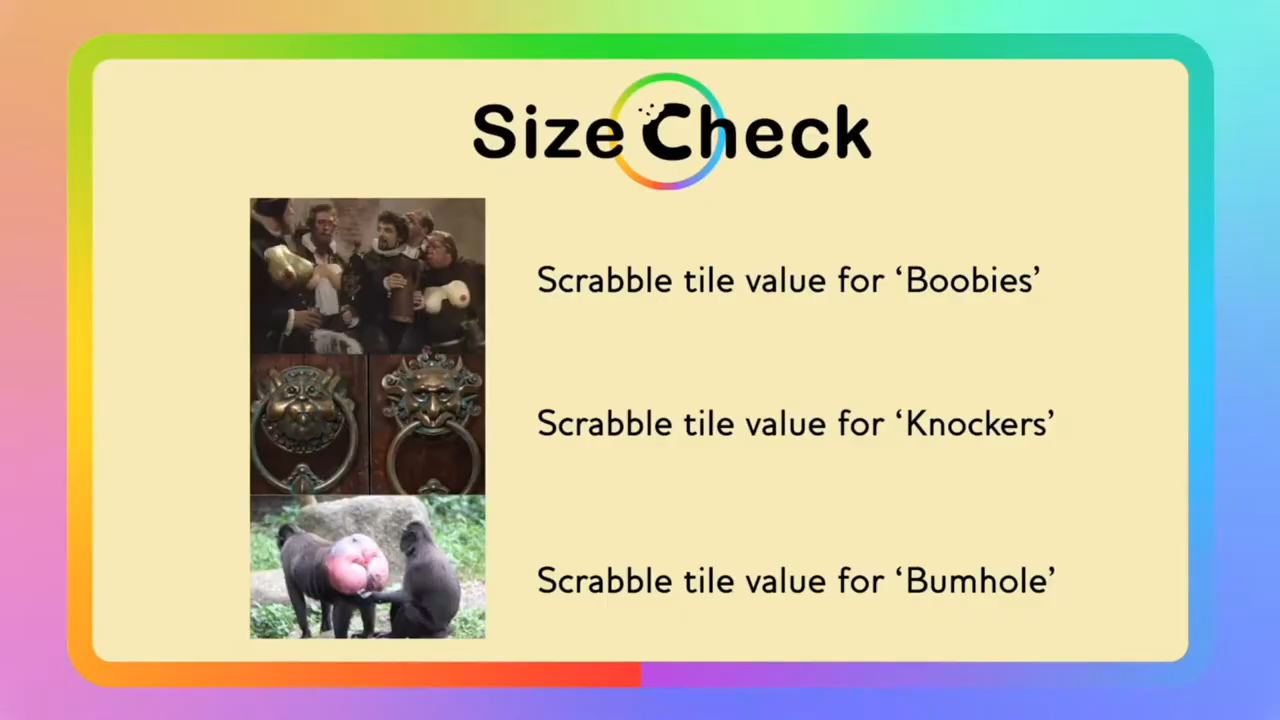 Size Check
Scrabble tile value for ‘Boobies’
Scrabble tile value for ‘Knockers’
Scrabble tile value for ‘Bumhole’